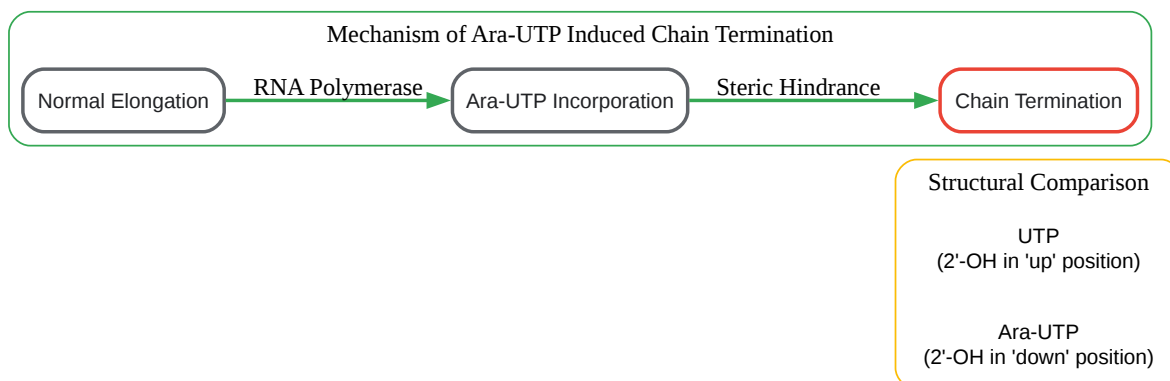 Mechanism of Ara-UTP Induced Chain Termination
Normal Elongation
RNA Polymerase
Ara-UTP Incorporation
Steric Hindrance
Chain Termination
Structural Comparison
UTP
(2'-OH in 'up' position)
Ara-UTP
(2'-OH in 'down' position)